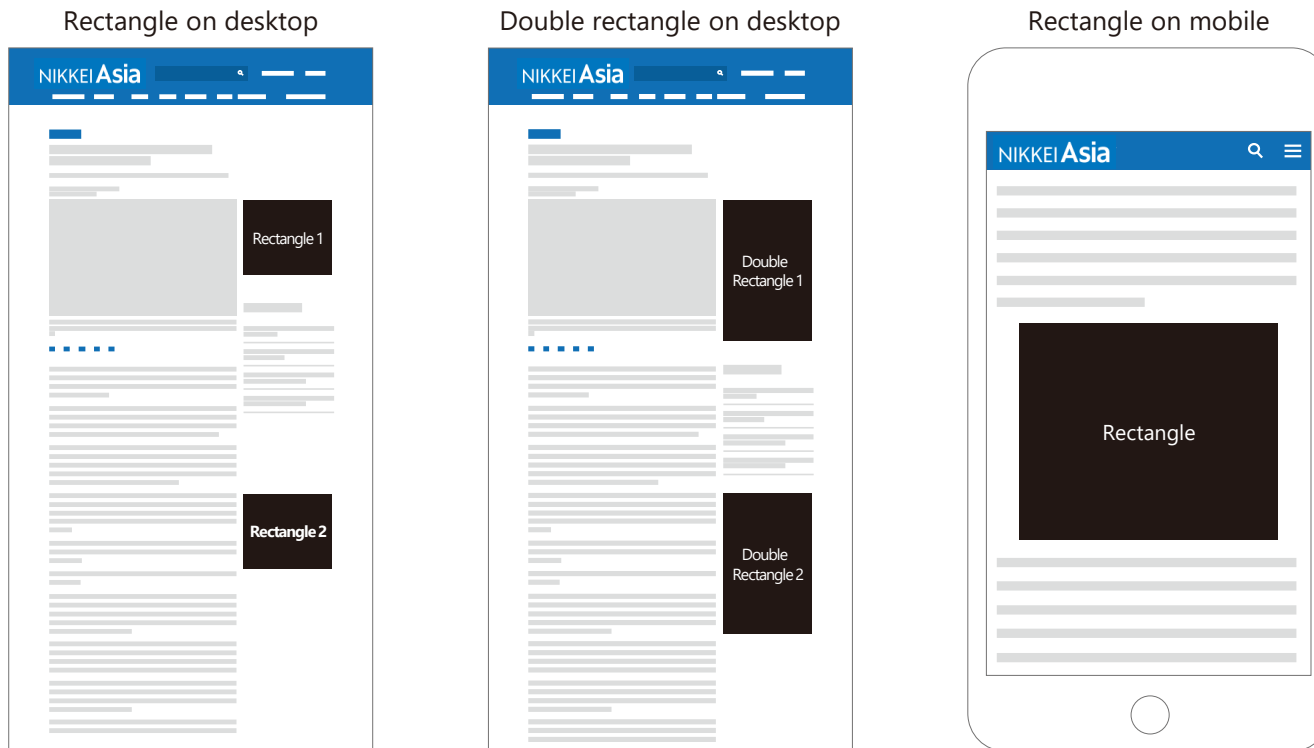 Rectangle on desktop
NIKKEI Asia
Rectangle 1
Rectangle 2
Double rectangle on desktop
NIKKEI Asia
Double
Rectangle 1
Double
Rectangle 2
Rectangle on mobile
NIKKEI Asia
Rectangle